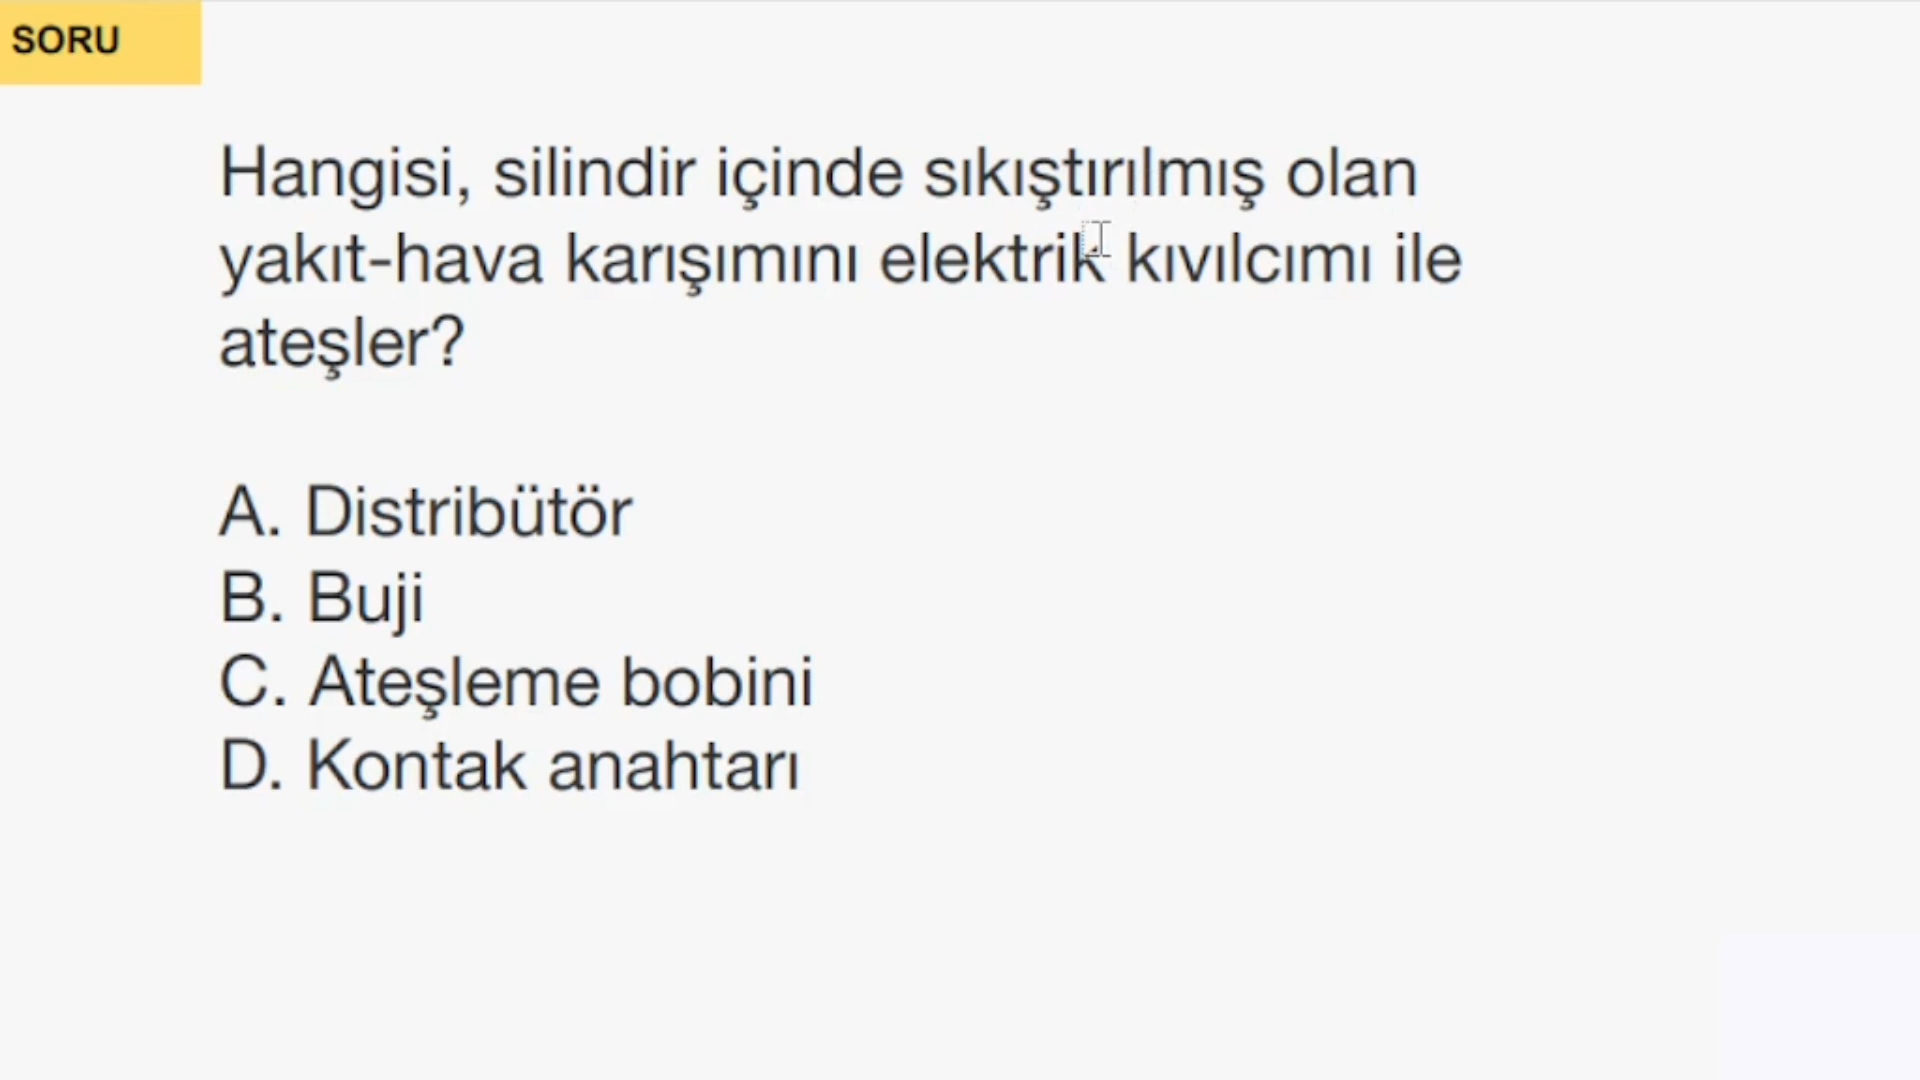 SORU
Hangisi, silindir içinde sıkıştırılmış olan
yakıt-hava karışımını elektrik kıvılcımı ile
ateşler?
A. Distribütör
B. Buji
C. Ateşleme bobini
D. Kontak anahtarı